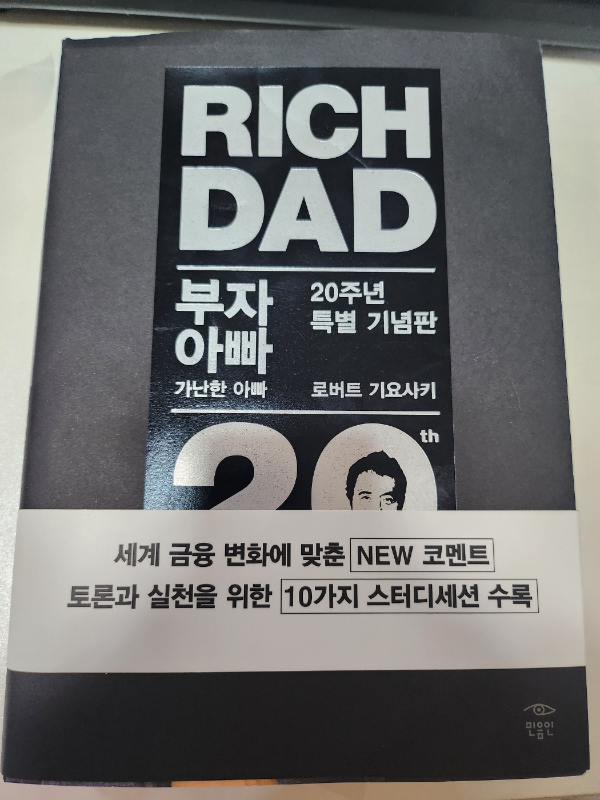 RICH
DAD
부자
아빠
가난한 아빠
20주년
특별 기념판
로버트 기요사키
20th
세계 금융 변화에 맞춘 NEW 코멘트
토론과 실천을 위한 10가지 스터디세션 수록
민음인